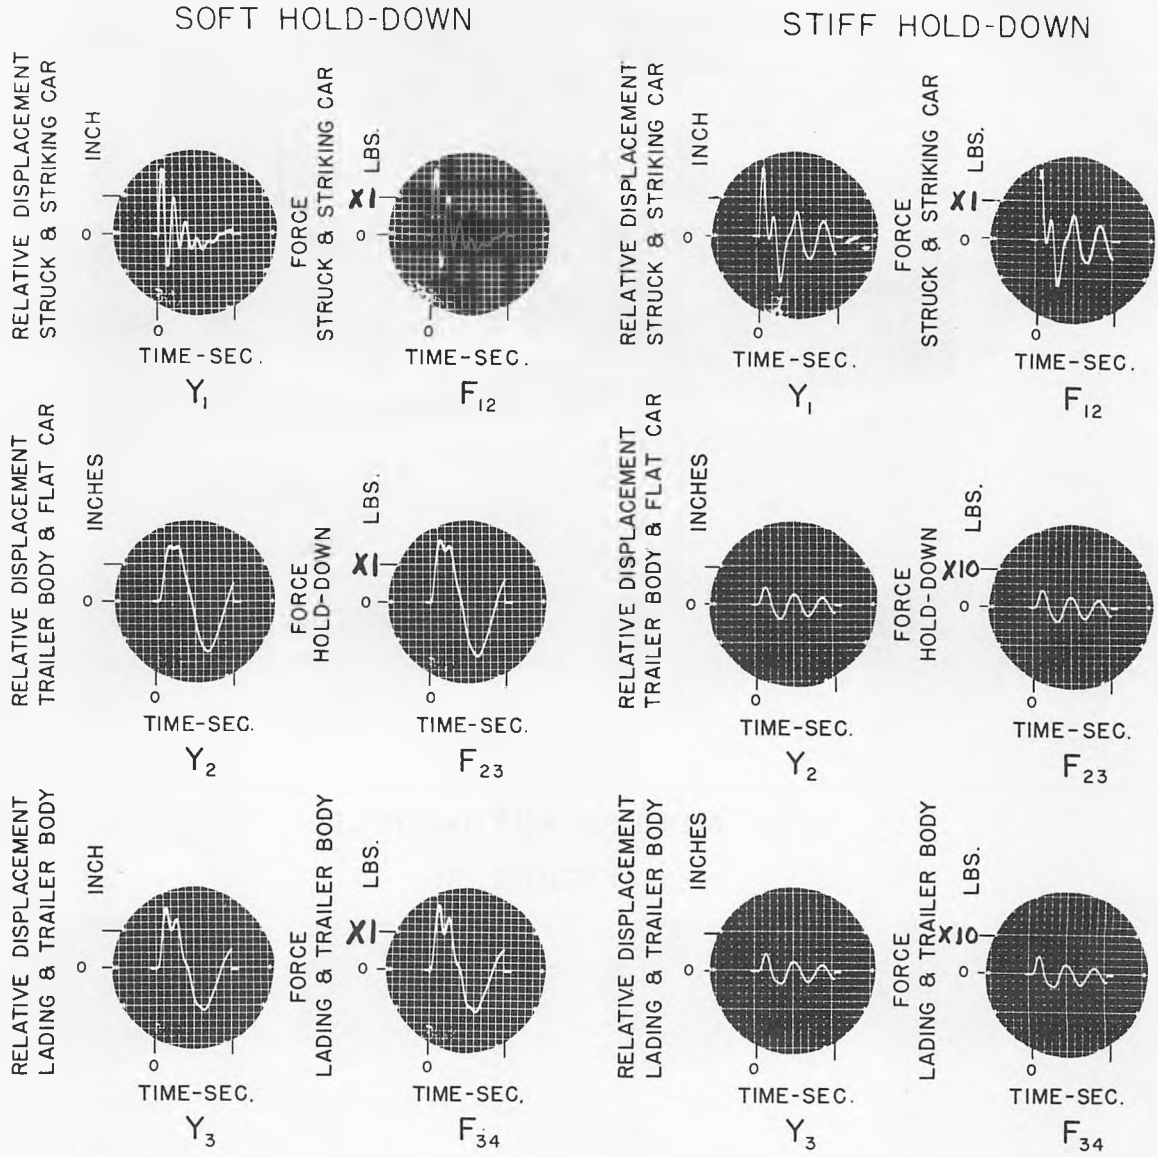 SOFT HOLD-DOWN
STIFF HOLD-DOWN
RELATIVE DISPLACEMENT
STRUCK & STRIKING CAR
INCH
0
0
TIME-SEC.
Y1
FORCE
STRUCK & STRIKING CAR
LBS.
X1
0
0
TIME-SEC.
F12
RELATIVE DISPLACEMENT
STRUCK & STRIKING CAR
INCH
0
0
TIME-SEC.
Y1
FORCE
STRUCK & STRIKING CAR
LBS.
X1
0
0
TIME-SEC.
F12
RELATIVE DISPLACEMENT
TRAILER BODY & FLAT CAR
INCHES
0
0
TIME-SEC.
Y2
FORCE
HOLD-DOWN
LBS.
X1
0
0
TIME-SEC.
F23
RELATIVE DISPLACEMENT
TRAILER BODY & FLAT CAR
INCHES
0
0
TIME-SEC.
Y2
FORCE
HOLD-DOWN
LBS.
X10
0
0
TIME-SEC.
F23
RELATIVE DISPLACEMENT
LADING & TRAILER BODY
INCH
0
0
TIME-SEC.
Y3
FORCE
LADING & TRAILER BODY
LBS.
X1
0
0
TIME-SEC.
F34
RELATIVE DISPLACEMENT
LADING & TRAILER BODY
INCHES
0
0
TIME-SEC.
Y3
FORCE
LADING & TRAILER BODY
LBS.
X10
0
0
TIME-SEC.
F34